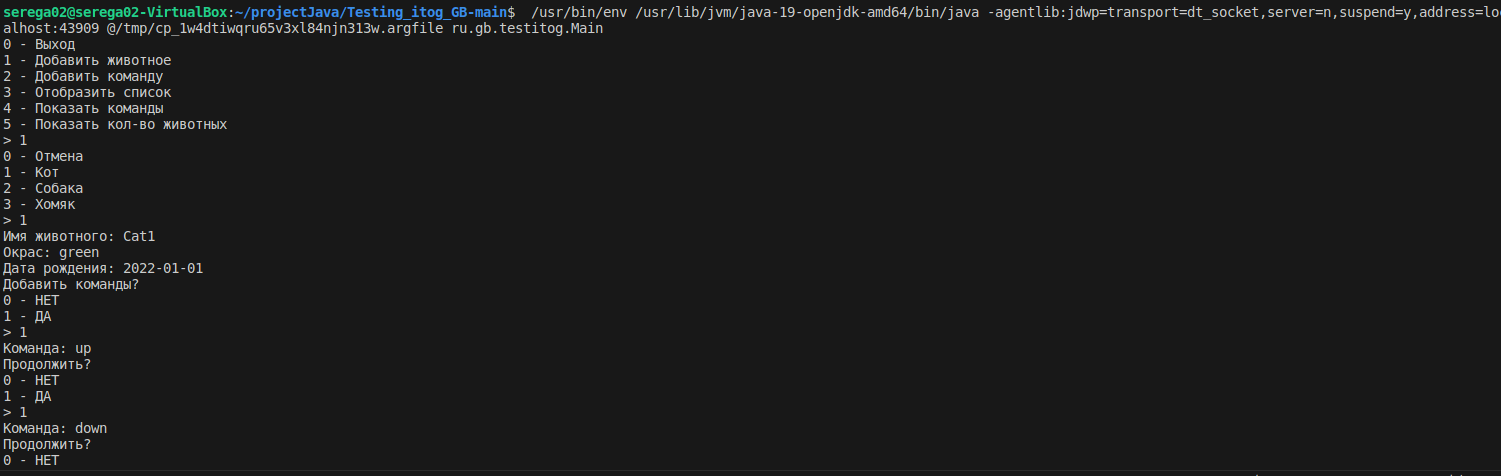 serega02@serega02-VirtualBox:~/projectJava/Testing_itog_GB-main$  /usr/bin/env /usr/lib/jvm/java-19-openjdk-amd64/bin/java -agentlib:jdwp=transport=dt_socket,server=n,suspend=y,address=loc
alhost:43909 @/tmp/cp_1w4dtiwqru65v3xl84njn313w.argfile ru.gb.testitog.Main
0 - Выход
1 - Добавить животное
2 - Добавить команду
3 - Отобразить список
4 - Показать команды
5 - Показать кол-во животных
> 1
0 - Отмена
1 - Кот
2 - Собака
3 - Хомяк
> 1
Имя животного: Cat1
Окрас: green
Дата рождения: 2022-01-01
Добавить команды?
0 - НЕТ
1 - ДА
> 1
Команда: up
Продолжить?
0 - НЕТ
1 - ДА
> 1
Команда: down
Продолжить?
0 - НЕТ